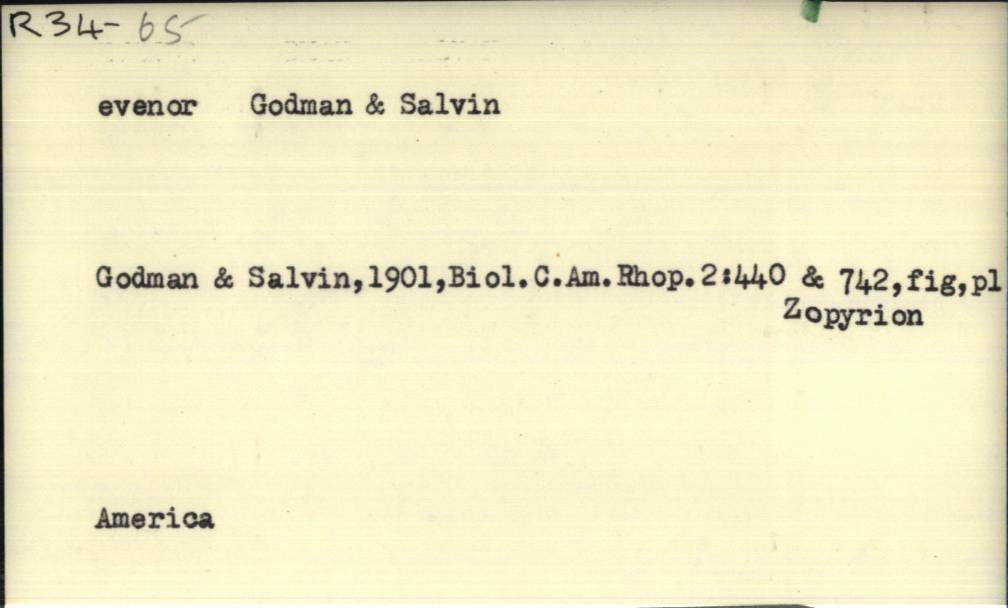 R34-65
evenor Godman & Salvin
Godman & Salvin,1901,Biol.C.Am.Rhop.2:440 & 742,fig,pl
Zopyrion
America